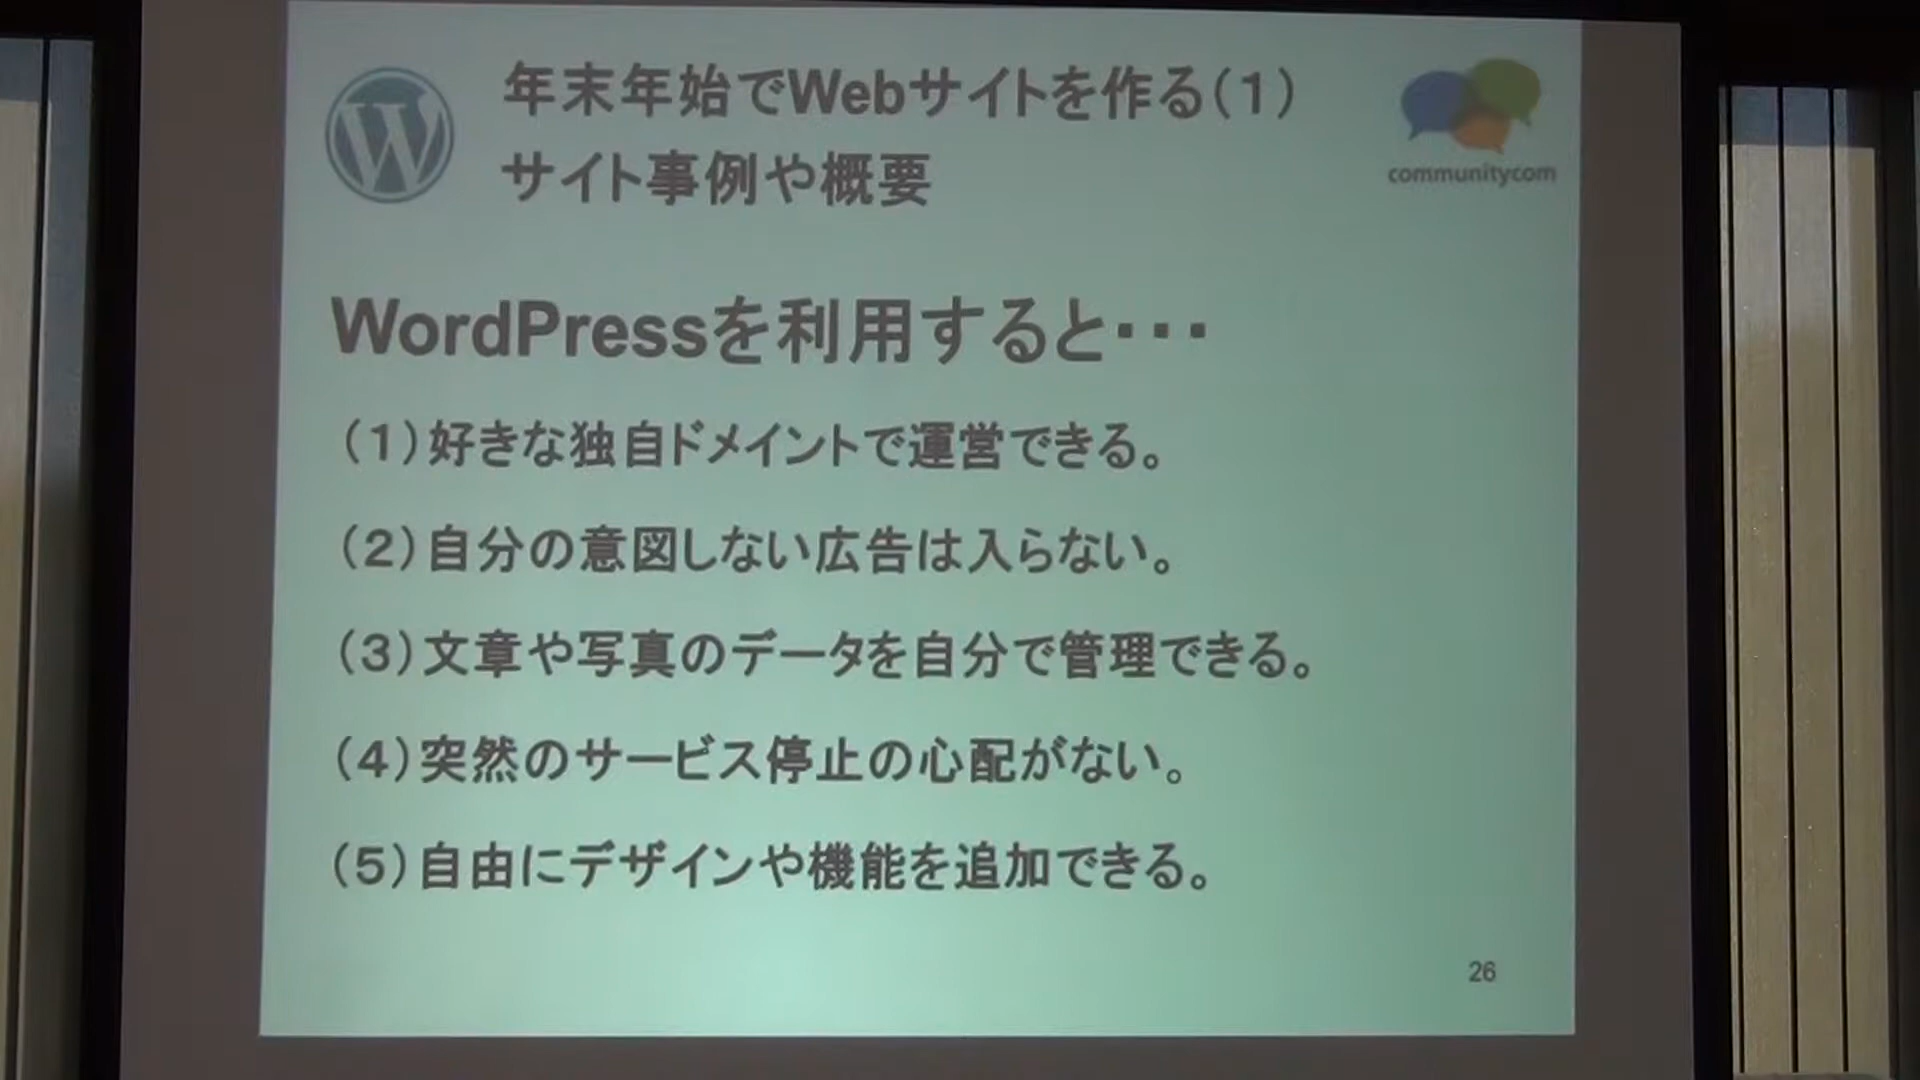 年末年始でWebサイトを作る（１）
サイト事例や概要
communitycom
WordPressを利用すると・・・
（１）好きな独自ドメイントで運営できる。
（２）自分の意図しない広告は入らない。
（３）文章や写真のデータを自分で管理できる。
（４）突然のサービス停止の心配がない。
（５）自由にデザインや機能を追加できる。
26